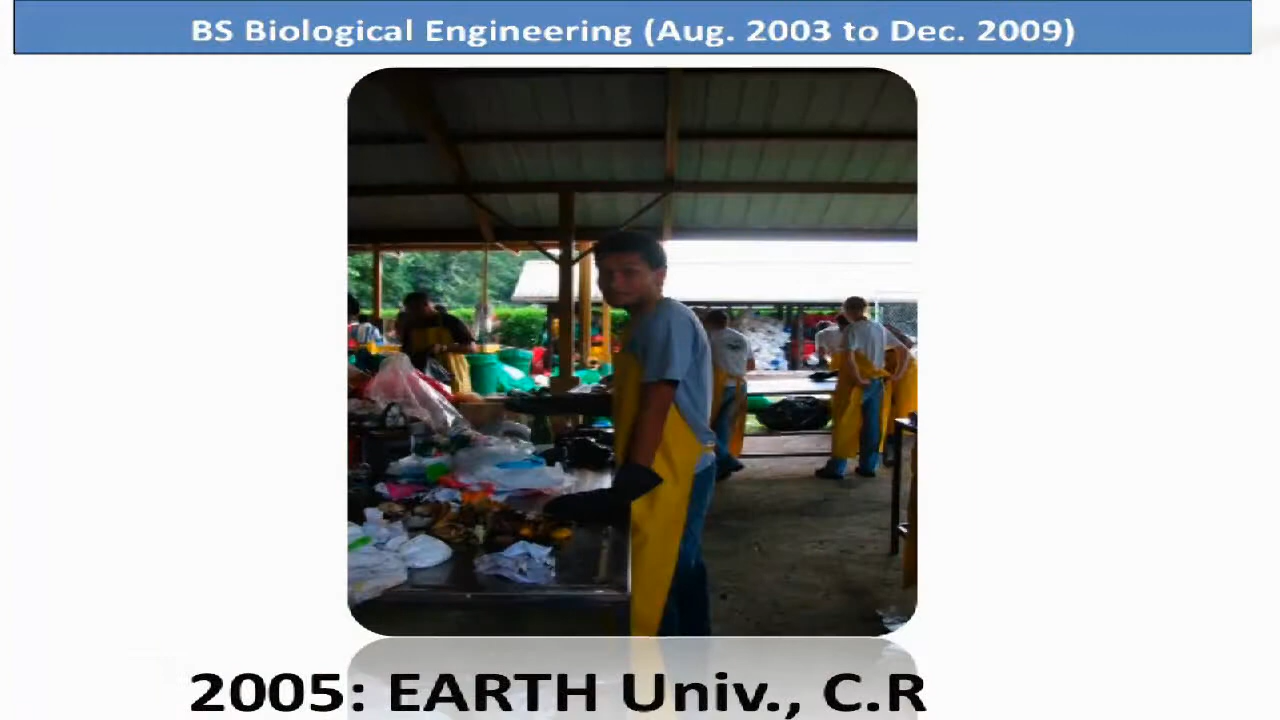 BS Biological Engineering (Aug. 2003 to Dec. 2009)
2005: EARTH Univ., C.R